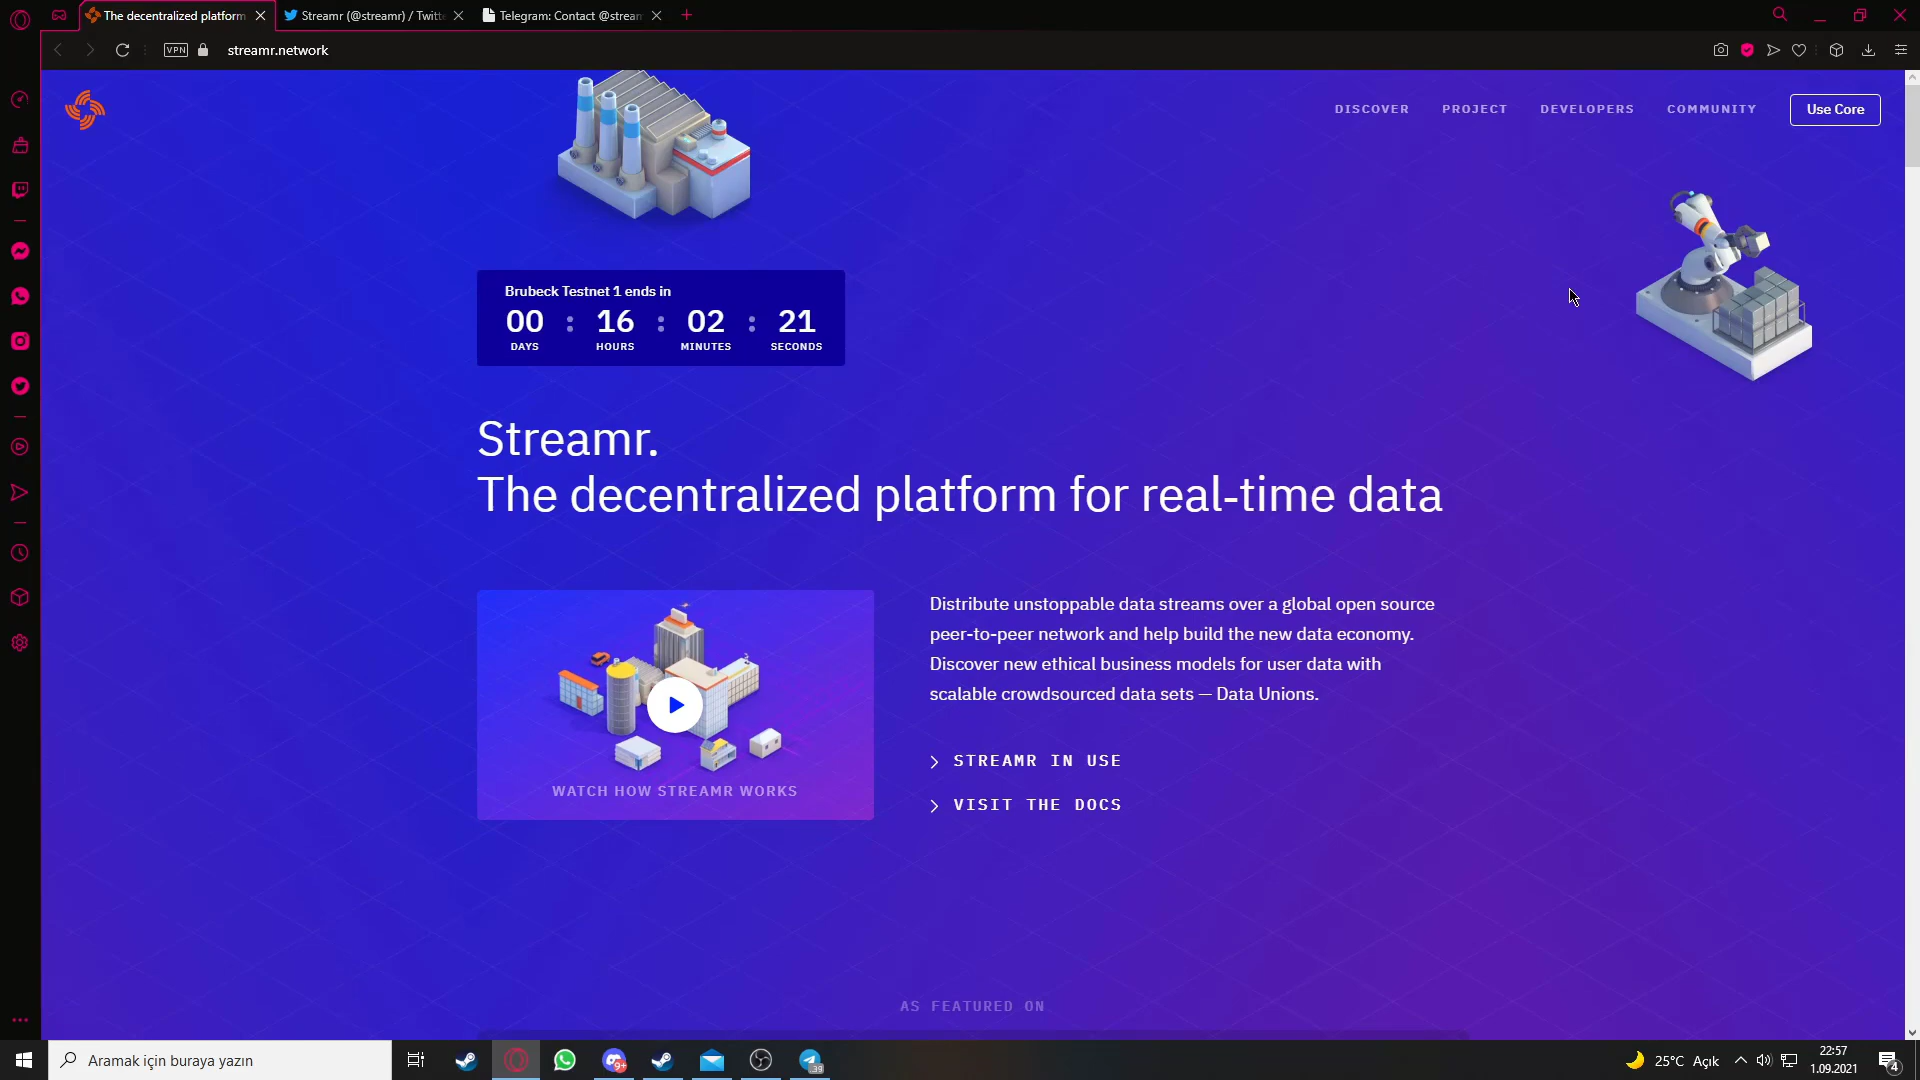 The decentralized platform
Streamr (@streamr) / Twitt
Telegram: Contact @stream
VPN
streamr.network
DISCOVER
PROJECT
DEVELOPERS
COMMUNITY
Use Core
Brubeck Testnet 1 ends in
00 : 16 : 02 : 21
DAYS HOURS MINUTES SECONDS
Streamr.
The decentralized platform for real-time data
WATCH HOW STREAMR WORKS
Distribute unstoppable data streams over a global open source
peer-to-peer network and help build the new data economy.
Discover new ethical business models for user data with
scalable crowdsourced data sets — Data Unions.
STREAMR IN USE
VISIT THE DOCS
AS FEATURED ON
Aramak için buraya yazın
9+
39
25°C Açık
22:57
1.09.2021
4